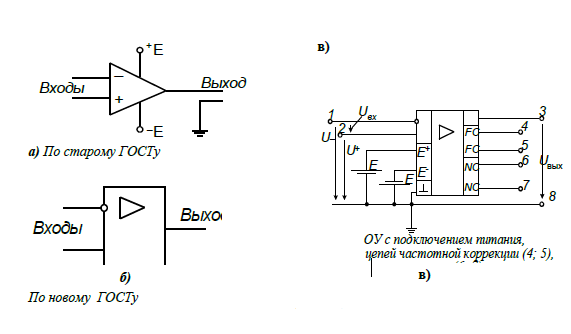 +E
Входы
−
+
Выход
−E
а) По старому ГОСТу
Входы
Выхо
б)
По новому ГОСТу
в)
1
Uвх
3
2
FC
4
U−
U+
FC
5
E+
NC
6
Uвых
E
E
E-
NC
7
⊥
8
ОУ с подключением питания,
цепей частотной коррекции (4; 5),
в)